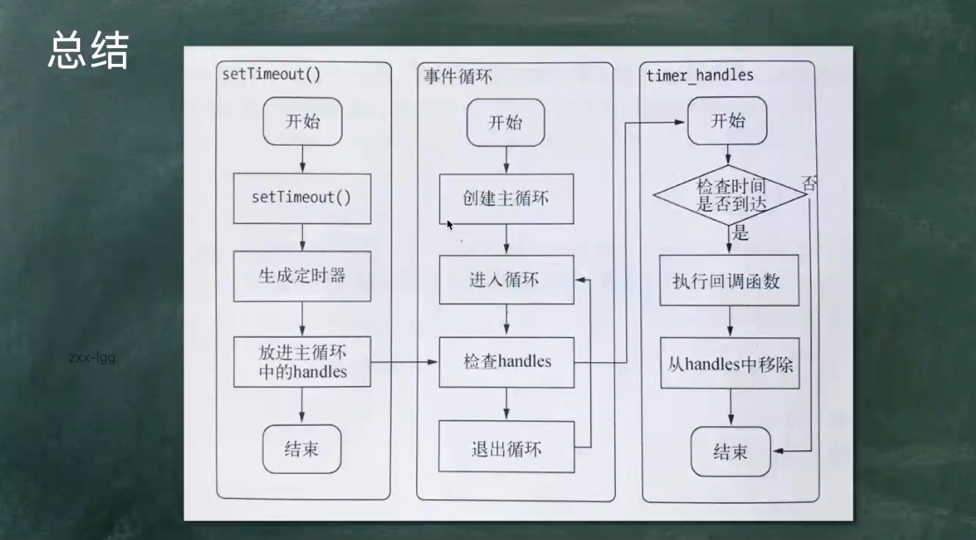 总结
setTimeout()
开始
setTimeout()
生成定时器
放进主循环
中的handles
结束
事件循环
开始
创建主循环
进入循环
检查handles
退出循环
timer_handles
开始
检查时间
是否到达
否
是
执行回调函数
从handles中移除
结束
zxx-lgg